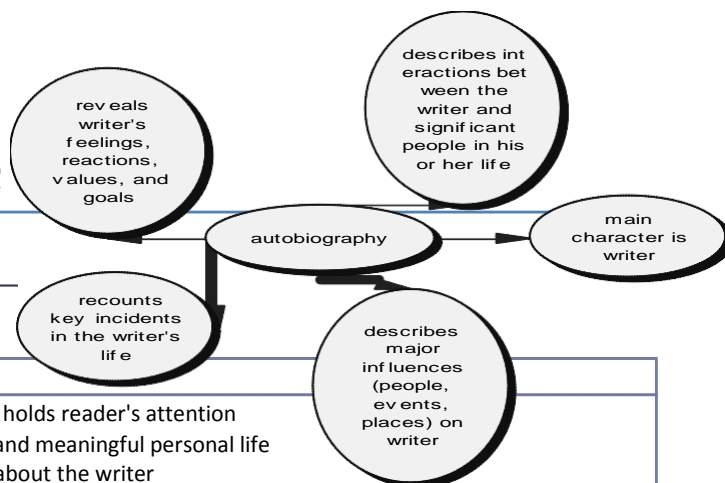 describes int
eractions bet
ween the
writer and
significant
people in his
or her life
reveals
writer's
feelings,
reactions,
values, and
goals
main
character is
writer
autobiography
recounts
key incidents
in the writer's
life
describes
major
influences
(people,
events,
places) on
writer
holds reader's attention
and meaningful personal life
about the writer